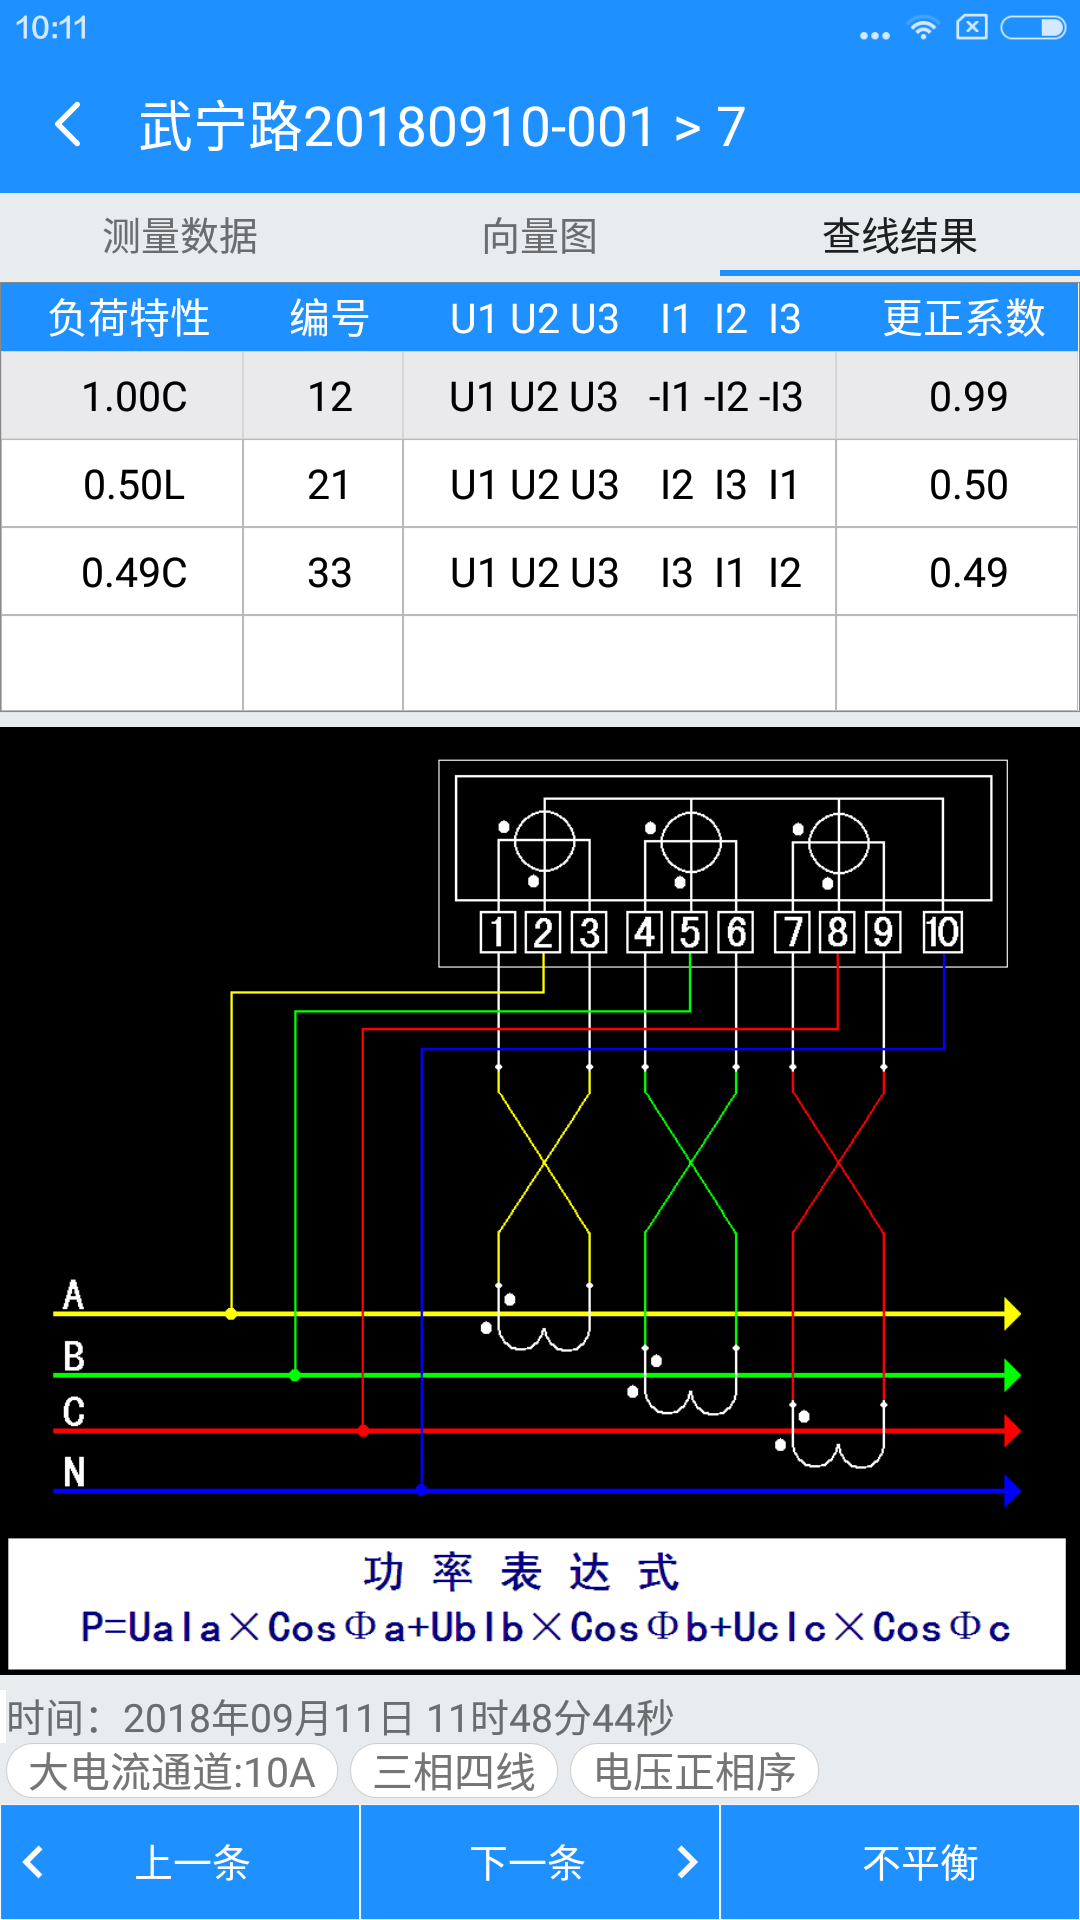 10:11
武宁路20180910-001 > 7
测量数据 向量图 查线结果
负荷特性 编号 U1 U2 U3 I1 I2 I3 更正系数
1.00C 12 U1 U2 U3 -I1 -I2 -I3 0.99
0.50L 21 U1 U2 U3 I2 I3 I1 0.50
0.49C 33 U1 U2 U3 I3 I1 I2 0.49
1 2 3 4 5 6 7 8 9 10
A
B
C
N
功率表达式
P=UaIa×CosΦa+UbIb×CosΦb+UcIc×CosΦc
时间：2018年09月11日 11时48分44秒
大电流通道:10A 三相四线 电压正相序
上一条 下一条 不平衡